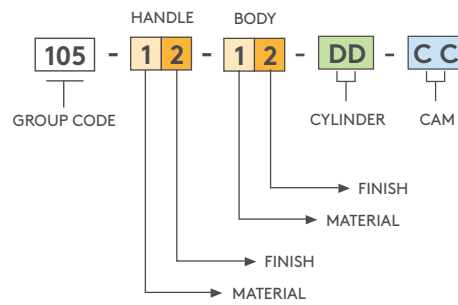 HANDLE BODY
105 - 1 2 - 1 2 - DD - C C
GROUP CODE CYLINDER CAM
FINISH
MATERIAL
FINISH
MATERIAL